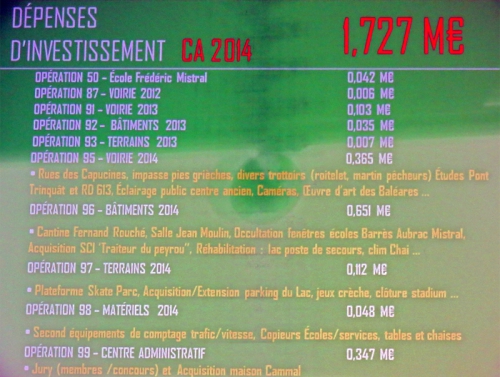 DÉPENSES
D'INVESTISSEMENT CA 2014 1,727 M€
OPÉRATION 50 - École Frédéric Mistral 0,042 M€
OPÉRATION 87 - VOIRIE 2012 0,006 M€
OPÉRATION 91 - VOIRIE 2013 0,103 M€
OPÉRATION 92 - BÂTIMENTS 2013 0,035 M€
OPÉRATION 93 - TERRAINS 2013 0,007 M€
OPÉRATION 95 - VOIRIE 2014 0,365 M€
• Rues des Capucines, impasse pies grieches, divers trottoirs (roitelet, martin pêcheurs) Études Pont
Trinquat et RD 613, Éclairage public centre ancien, Caméras, Œuvre d'art des Baléares ...
OPÉRATION 96 - BÂTIMENTS 2014 0,651 M€
• Cantine Fernand Rouché, Salle Jean Moulin, Occultation fenêtres écoles Barrès Aubrac Mistral,
Acquisition SCI "Traiteur du peyrou", Réhabilitation : lac poste de secours, clim Chai ...
OPÉRATION 97 - TERRAINS 2014 0,112 M€
• Plateforme Skate Parc, Acquisition/Extension parking du Lac, jeux crèche, clôture stadium ...
OPÉRATION 98 - MATÉRIELS 2014 0,048 M€
• Second équipements de comptage trafic/vitesse, Copieurs Écoles/services, tables et chaises
OPÉRATION 99 - CENTRE ADMINISTRATIF 0,347 M€
• Jury (membres /concours) et Acquisition maison Cammal